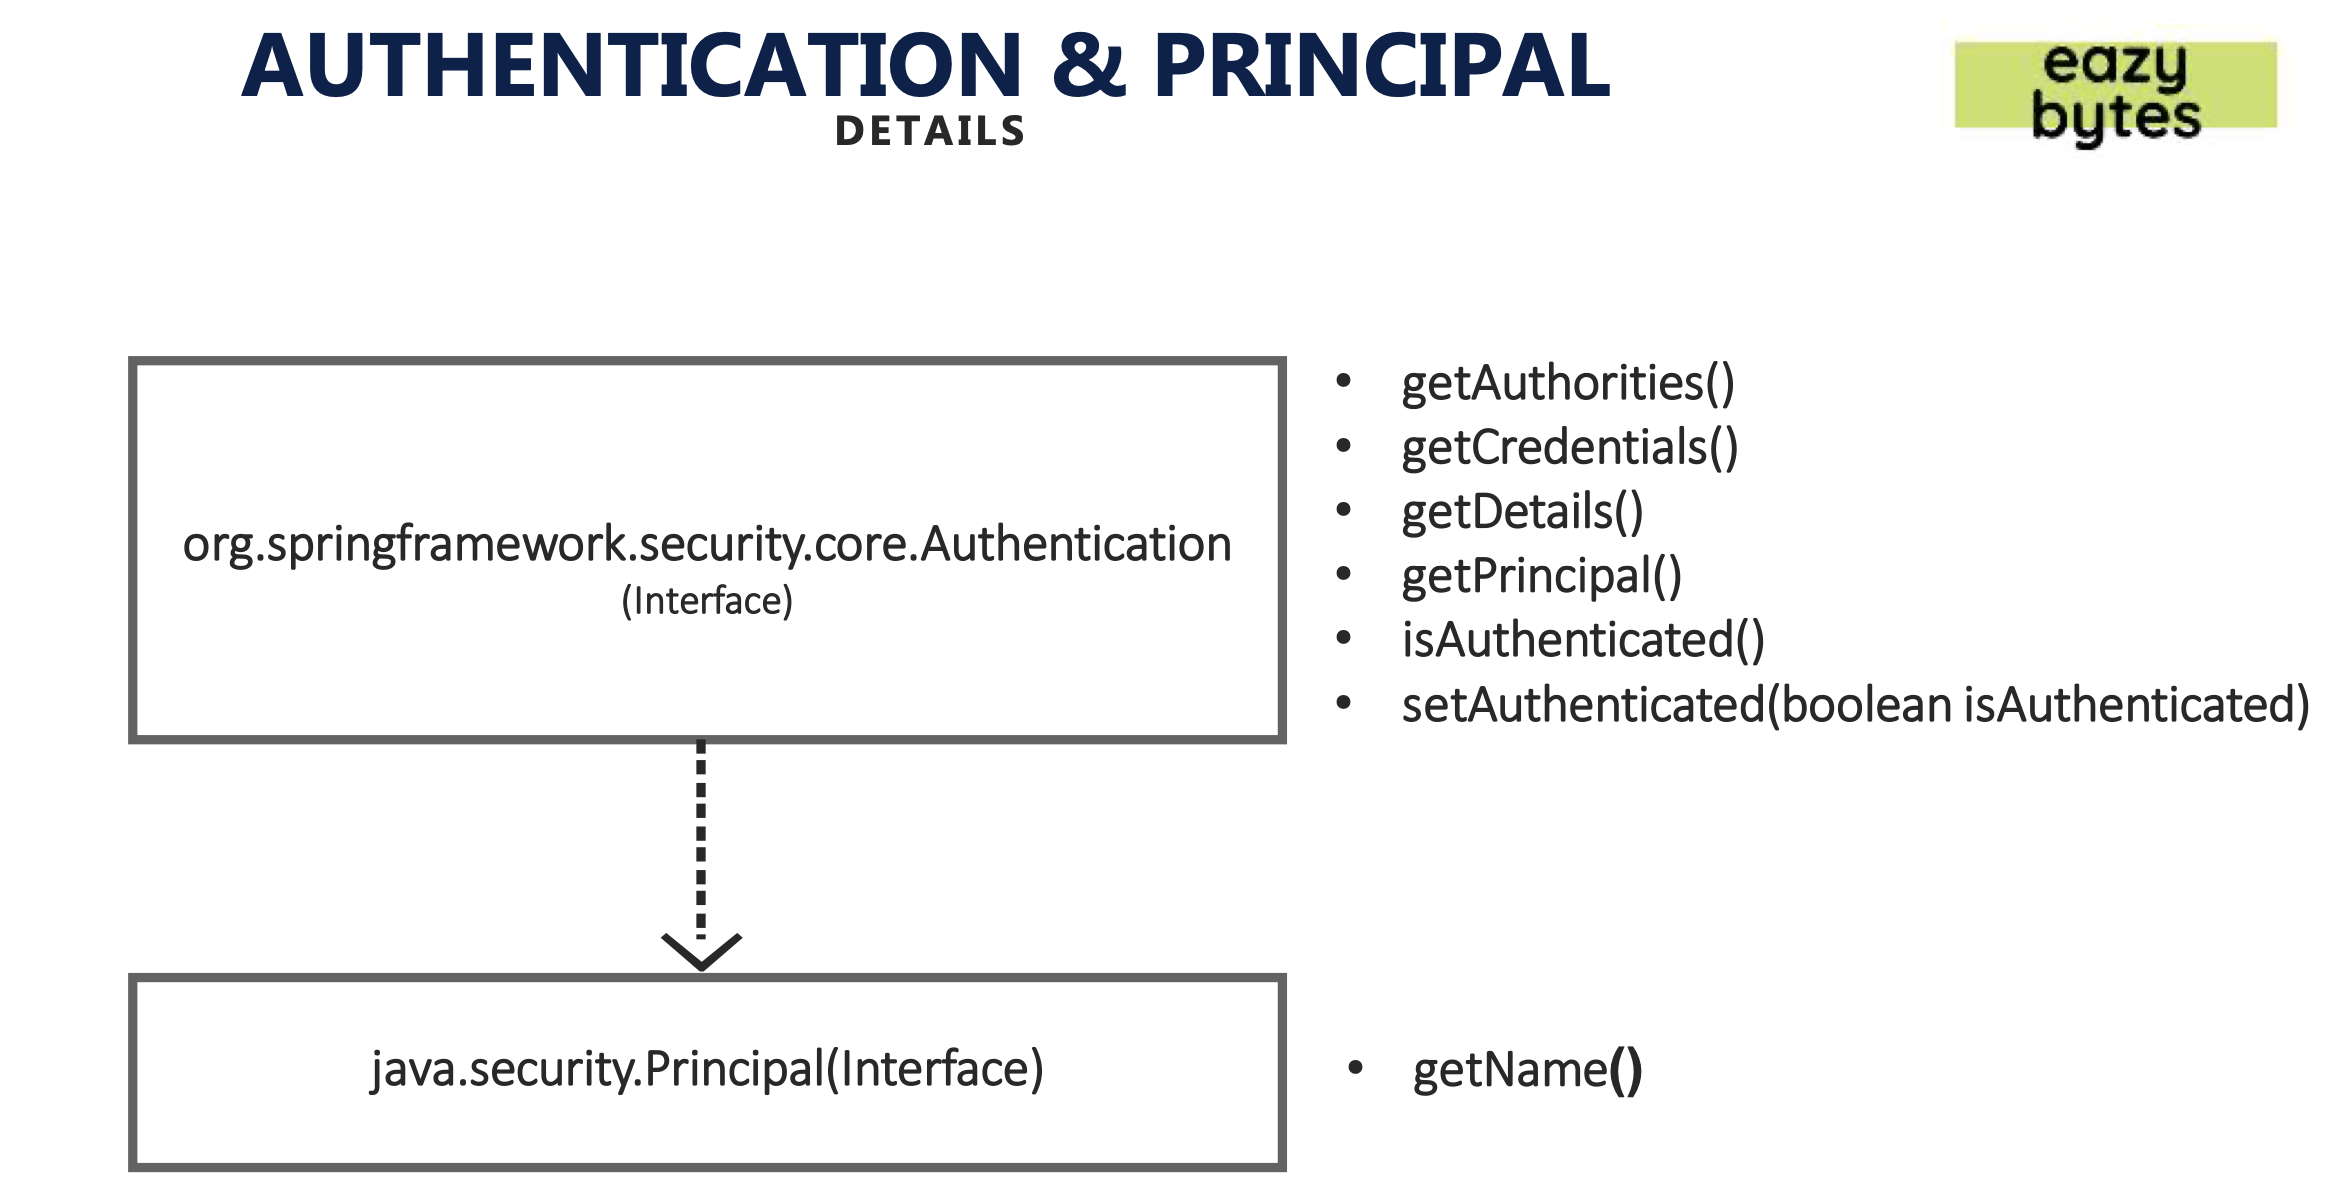 AUTHENTICATION & PRINCIPAL
DETAILS
eazy
bytes
org.springframework.security.core.Authentication
(Interface)
• getAuthorities()
• getCredentials()
• getDetails()
• getPrincipal()
• isAuthenticated()
• setAuthenticated(boolean isAuthenticated)
java.security.Principal(Interface)
• getName()